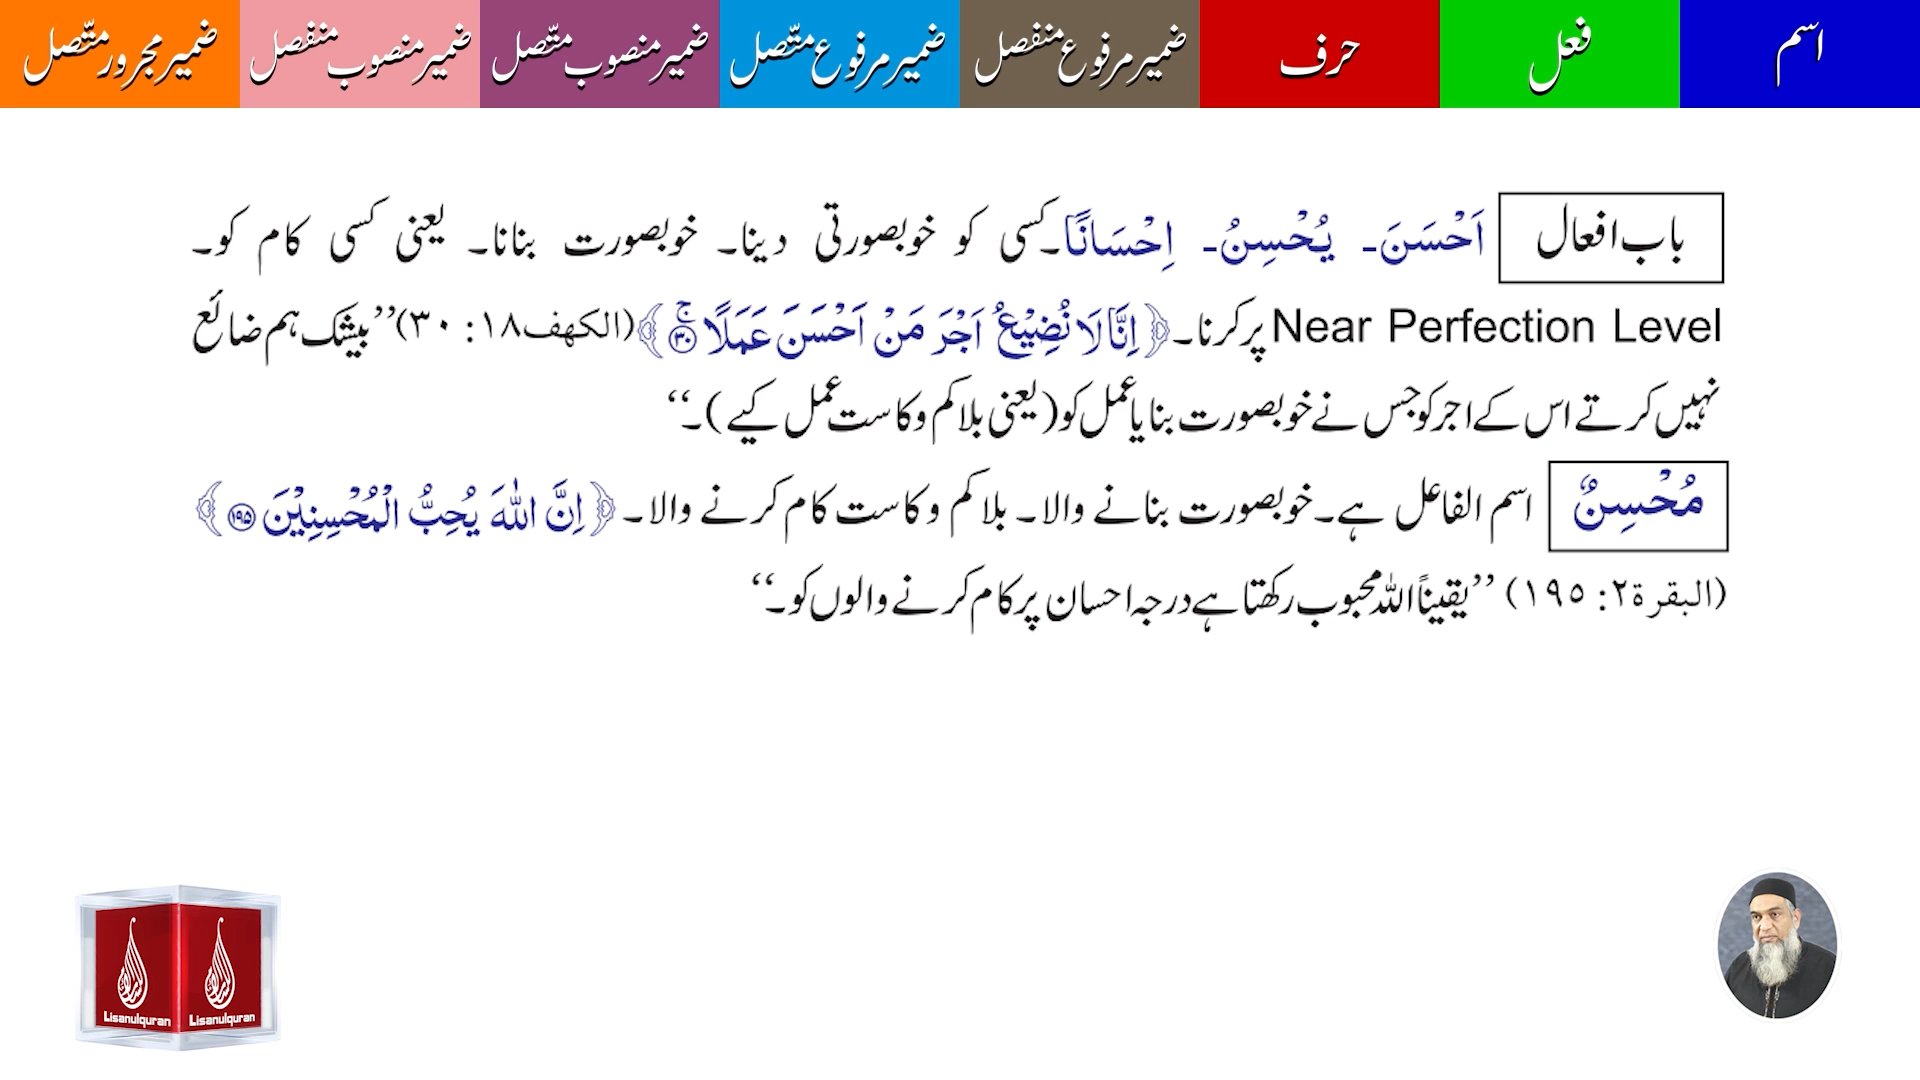 اسم فعل حرف ضمیر مرفوع منفصل ضمیر مرفوع متّصل ضمیر منصوب متّصل ضمیر منصوب منفصل ضمیر مجرور متّصل
باب افعال اَحْسَنَ۔ یُحْسِنُ۔ اِحْسَانًا۔ کسی کو خوبصورتی دینا۔ خوبصورت بنانا۔ یعنی کسی کام کو۔
Near Perfection Level پر کرنا۔ ﴿اِنَّا لَا نُضِیْعُ اَجْرَ مَنْ اَحْسَنَ عَمَلًا ۚ۳۰﴾ (الکھف۱۸: ۳۰) ’’بیشک ہم ضائع
نہیں کرتے اس کے اجر کو جس نے خوبصورت بنایا عمل کو (یعنی بلا کم و کاست عمل کیے)۔‘‘
مُحْسِنٌ اسم الفاعل ہے۔ خوبصورت بنانے والا۔ بلا کم و کاست کام کرنے والا۔ ﴿اِنَّ اللّٰہَ یُحِبُّ الْمُحْسِنِیْنَ ۱۹۵﴾
(البقرۃ۲: ۱۹۵) ’’یقیناً اللہ محبوب رکھتا ہے درجہ احسان پر کام کرنے والوں کو۔‘‘
Lisanulquran Lisanulquran